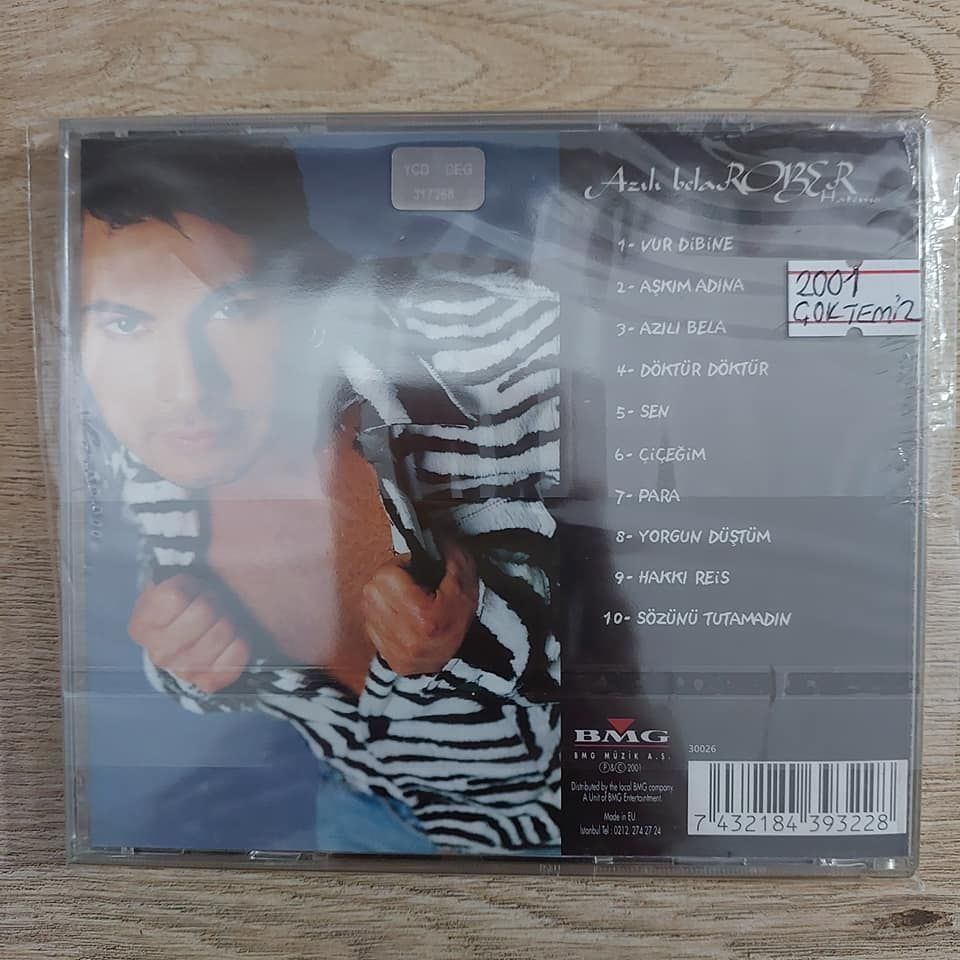 YCD DEG
317368
Azılı bela ROBER
Hatemo
1- VUR DİBİNE
2- AŞKIM ADINA
3- AZILI BELA
4- DÖKTÜR DÖKTÜR
5- SEN
6- ÇİÇEĞİM
7- PARA
8- YORGUN DÜŞTÜM
9- HAKKI REİS
10- SÖZÜNÜ TUTAMADIN
2001
ÇOKTEMİZ
BMG
BMG MÜZİK A.Ş.
Ⓟ&Ⓒ 2001
Distributed by the local BMG company.
A Unit of BMG Entertainment.
Made in EU
Istanbul Tel : 0212 274 27 24
30026
7 432184 393228